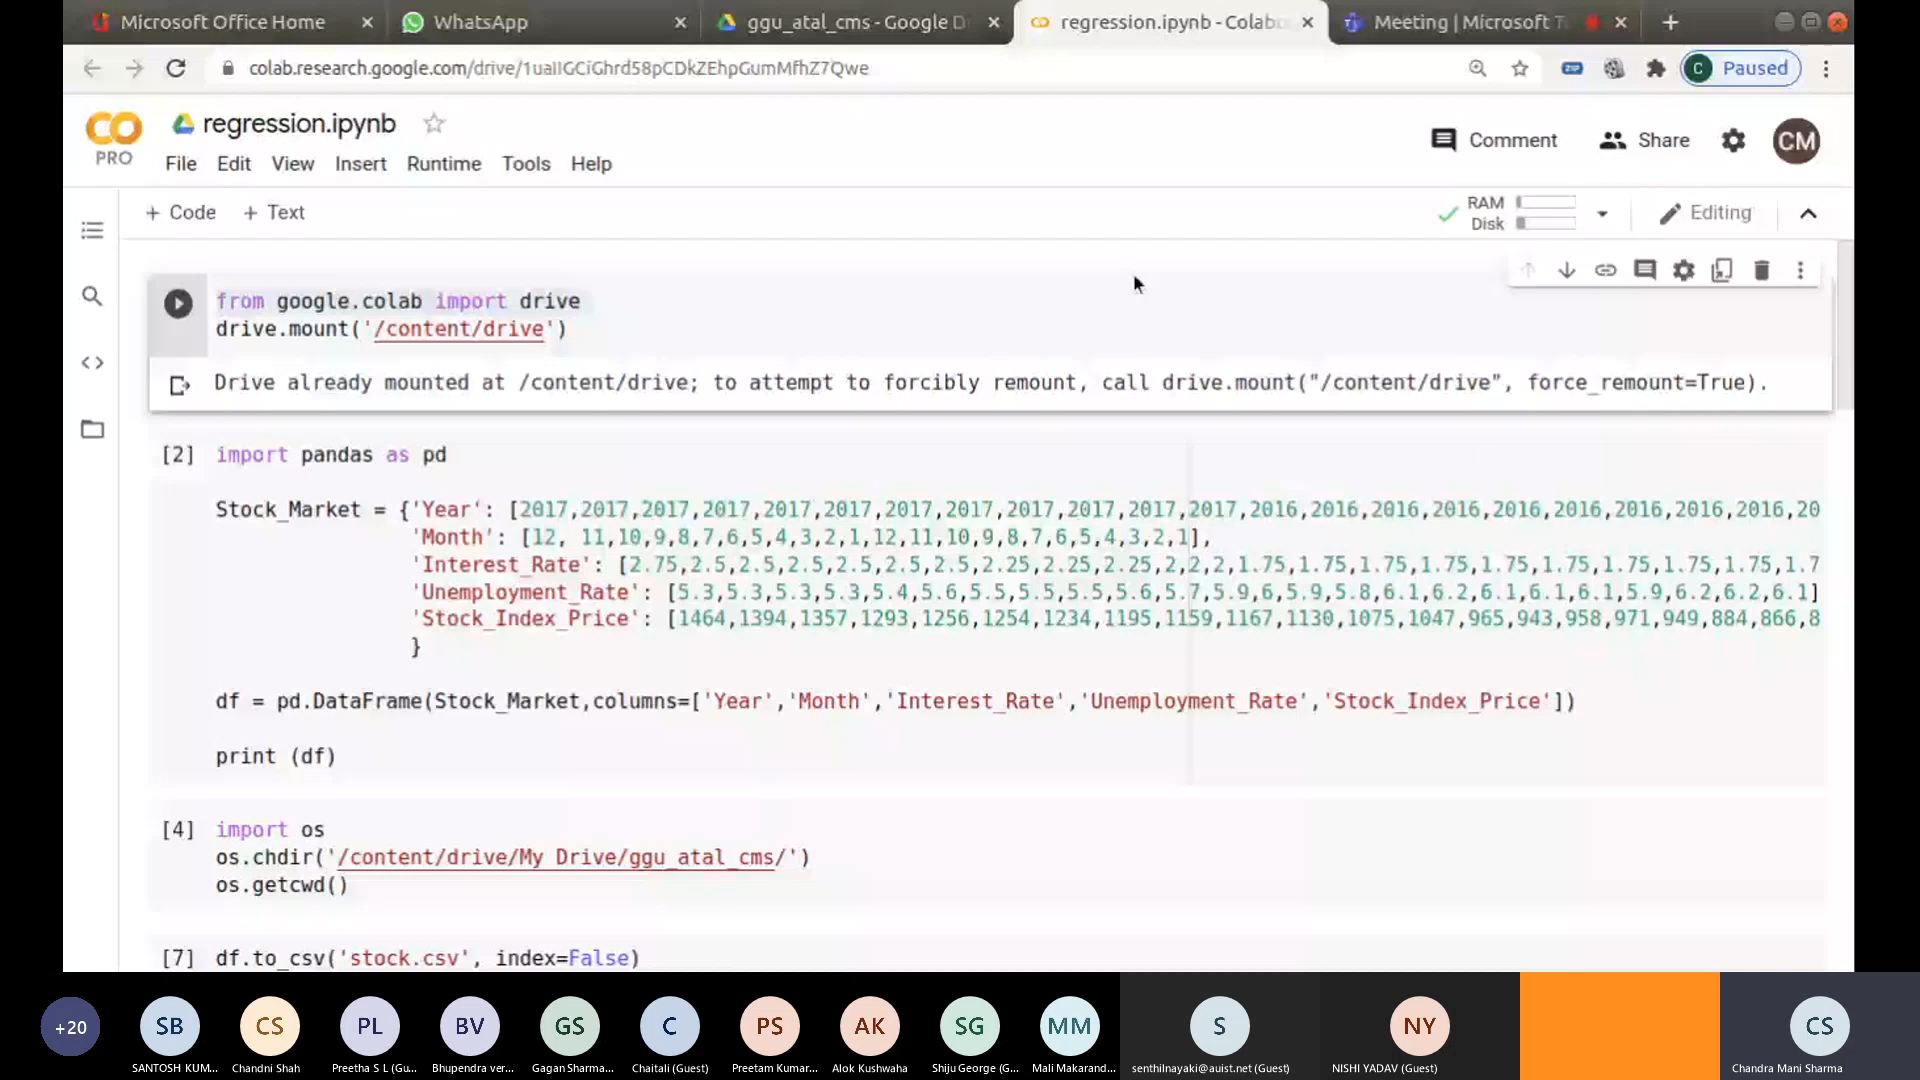 Microsoft Office Home
WhatsApp
ggu_atal_cms - Google D
regression.ipynb - Colabo
Meeting | Microsoft T
colab.research.google.com/drive/1uaIIGCiGhrd58pCDkZEhpGumMfhZ7Qwe
ZIP
C Paused
CO
PRO
regression.ipynb
File Edit View Insert Runtime Tools Help
Comment Share CM
+ Code + Text
RAM
Disk
Editing
from google.colab import drive
drive.mount('/content/drive')
Drive already mounted at /content/drive; to attempt to forcibly remount, call drive.mount("/content/drive", force_remount=True).
[2] import pandas as pd
Stock_Market = {'Year': [2017,2017,2017,2017,2017,2017,2017,2017,2017,2017,2017,2017,2016,2016,2016,2016,2016,2016,2016,2016,2016,20
'Month': [12, 11,10,9,8,7,6,5,4,3,2,1,12,11,10,9,8,7,6,5,4,3,2,1],
'Interest_Rate': [2.75,2.5,2.5,2.5,2.5,2.5,2.5,2.25,2.25,2.25,2,2,2,1.75,1.75,1.75,1.75,1.75,1.75,1.75,1.75,1.75,1.7
'Unemployment_Rate': [5.3,5.3,5.3,5.3,5.4,5.6,5.5,5.5,5.5,5.6,5.7,5.9,6,5.9,5.8,6.1,6.2,6.1,6.1,6.1,5.9,6.2,6.2,6.1]
'Stock_Index_Price': [1464,1394,1357,1293,1256,1254,1234,1195,1159,1167,1130,1075,1047,965,943,958,971,949,884,866,8
}
df = pd.DataFrame(Stock_Market,columns=['Year','Month','Interest_Rate','Unemployment_Rate','Stock_Index_Price'])
print (df)
[4] import os
os.chdir('/content/drive/My Drive/ggu_atal_cms/')
os.getcwd()
[7] df.to_csv('stock.csv', index=False)
+20 SB CS PL BV GS C PS AK SG MM S NY CS
SANTOSH KUM... Chandni Shah Preetha S L (Gu... Bhupendra ver... Gagan Sharma... Chaitali (Guest) Preetam Kumar... Alok Kushwaha Shiju George (G... Mali Makarand... senthilnayaki@auist.net (Guest) NISHI YADAV (Guest) Chandra Mani Sharma